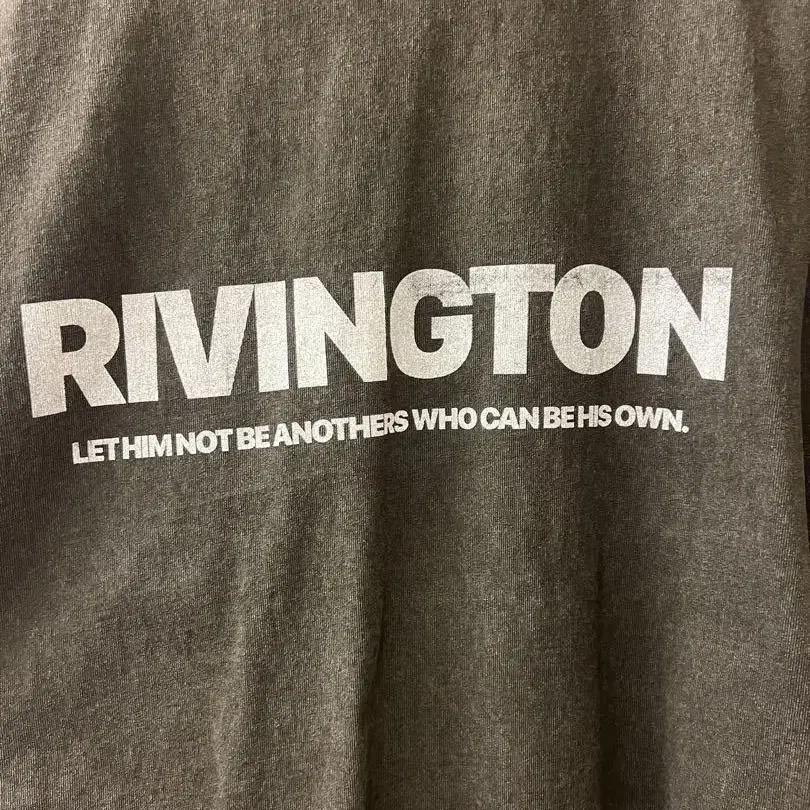 RIVINGTON
LET HIM NOT BE ANOTHERS WHO CAN BE HIS OWN.